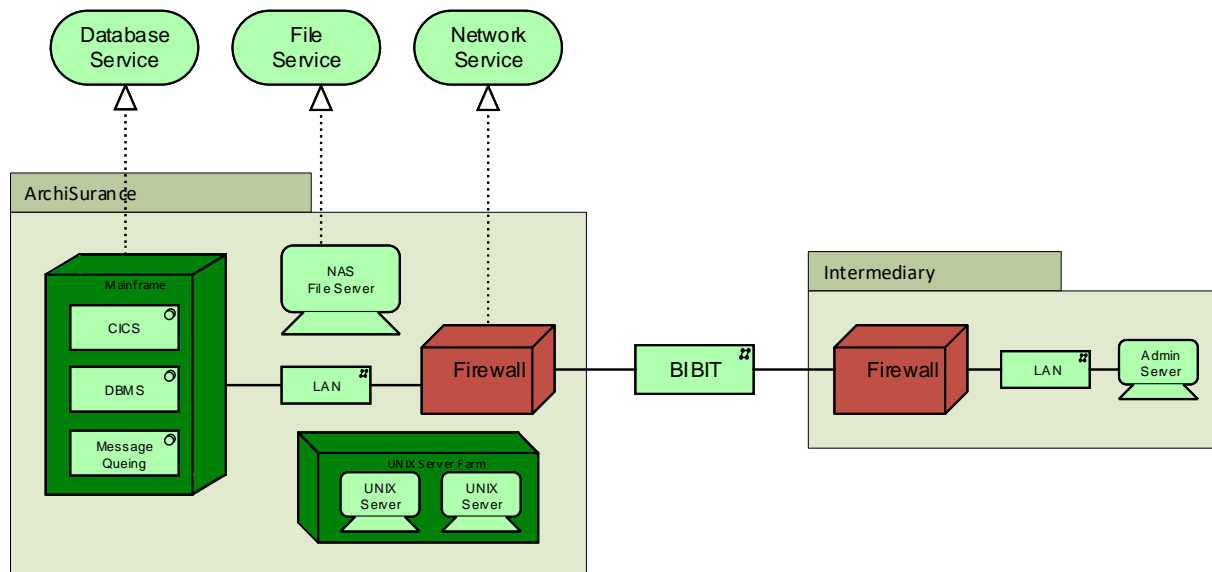 Database
Service
File
Service
Network
Service
ArchiSurance
Mainframe
CICS
DBMS
Message
Queing
NAS
File Server
LAN
Firewall
UNIX Server Farm
UNIX
Server
UNIX
Server
BIBIT
Intermediary
Firewall
LAN
Admin
Server